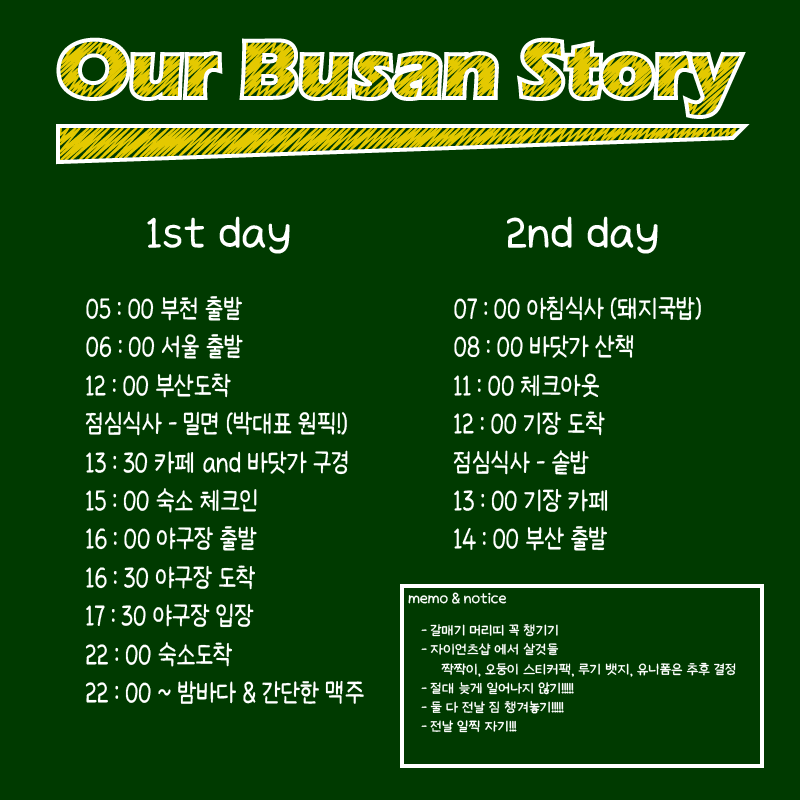 Our Busan Story
1st day
05 : 00 부천 출발
06 : 00 서울 출발
12 : 00 부산도착
점심식사 - 밀면 (박대표 원픽!)
13 : 30 카페 and 바닷가 구경
15 : 00 숙소 체크인
16 : 00 야구장 출발
16 : 30 야구장 도착
17 : 30 야구장 입장
22 : 00 숙소도착
22 : 00 ~ 밤바다 & 간단한 맥주
2nd day
07 : 00 아침식사 (돼지국밥)
08 : 00 바닷가 산책
11 : 00 체크아웃
12 : 00 기장 도착
점심식사 - 솥밥
13 : 00 기장 카페
14 : 00 부산 출발
memo & notice
- 갈매기 머리띠 꼭 챙기기
- 자이언츠샵 에서 살것들
짝짝이, 오둥이 스티커팩, 루기 뱃지, 유니폼은 추후 결정
- 절대 늦게 일어나지 않기!!!!!
- 둘 다 전날 짐 챙겨놓기!!!!!
- 전날 일찍 자기!!!